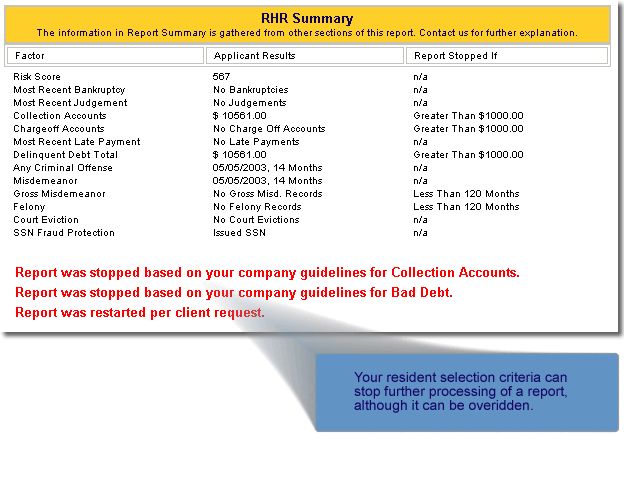 RHR Summary
The information in Report Summary is gathered from other sections of this report. Contact us for further explanation.
Factor Applicant Results Report Stopped If
Risk Score 567 n/a
Most Recent Bankruptcy No Bankruptcies n/a
Most Recent Judgement No Judgements n/a
Collection Accounts $ 10561.00 Greater Than $1000.00
Chargeoff Accounts No Charge Off Accounts Greater Than $1000.00
Most Recent Late Payment No Late Payments n/a
Delinquent Debt Total $ 10561.00 Greater Than $1000.00
Any Criminal Offense 05/05/2003, 14 Months n/a
Misdemeanor 05/05/2003, 14 Months n/a
Gross Misdemeanor No Gross Misd. Records Less Than 120 Months
Felony No Felony Records Less Than 120 Months
Court Eviction No Court Evictions n/a
SSN Fraud Protection Issued SSN n/a
Report was stopped based on your company guidelines for Collection Accounts.
Report was stopped based on your company guidelines for Bad Debt.
Report was restarted per client request.
Your resident selection criteria can
stop further processing of a report,
although it can be overidden.